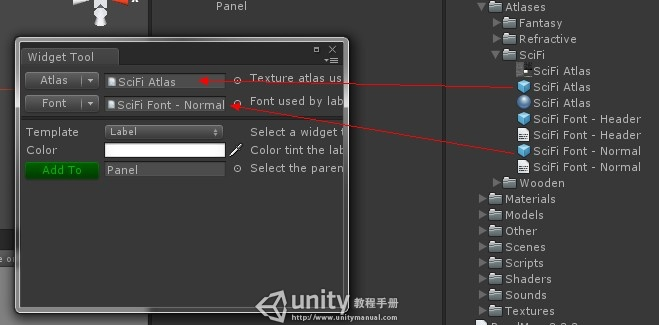 Panel
Widget Tool
Atlas
SciFi Atlas
Texture atlas us
Font
SciFi Font - Normal
Font used by lab
Template
Label
Select a widget t
Color
Color tint the lab
Add To
Panel
Select the paren
Atlases
Fantasy
Refractive
SciFi
SciFi Atlas
SciFi Atlas
SciFi Atlas
SciFi Font - Header
SciFi Font - Header
SciFi Font - Normal
SciFi Font - Normal
Wooden
Materials
Models
Other
Scenes
Scripts
Shaders
Sounds
Textures
unity 教程手册
http://www.unitymanual.com